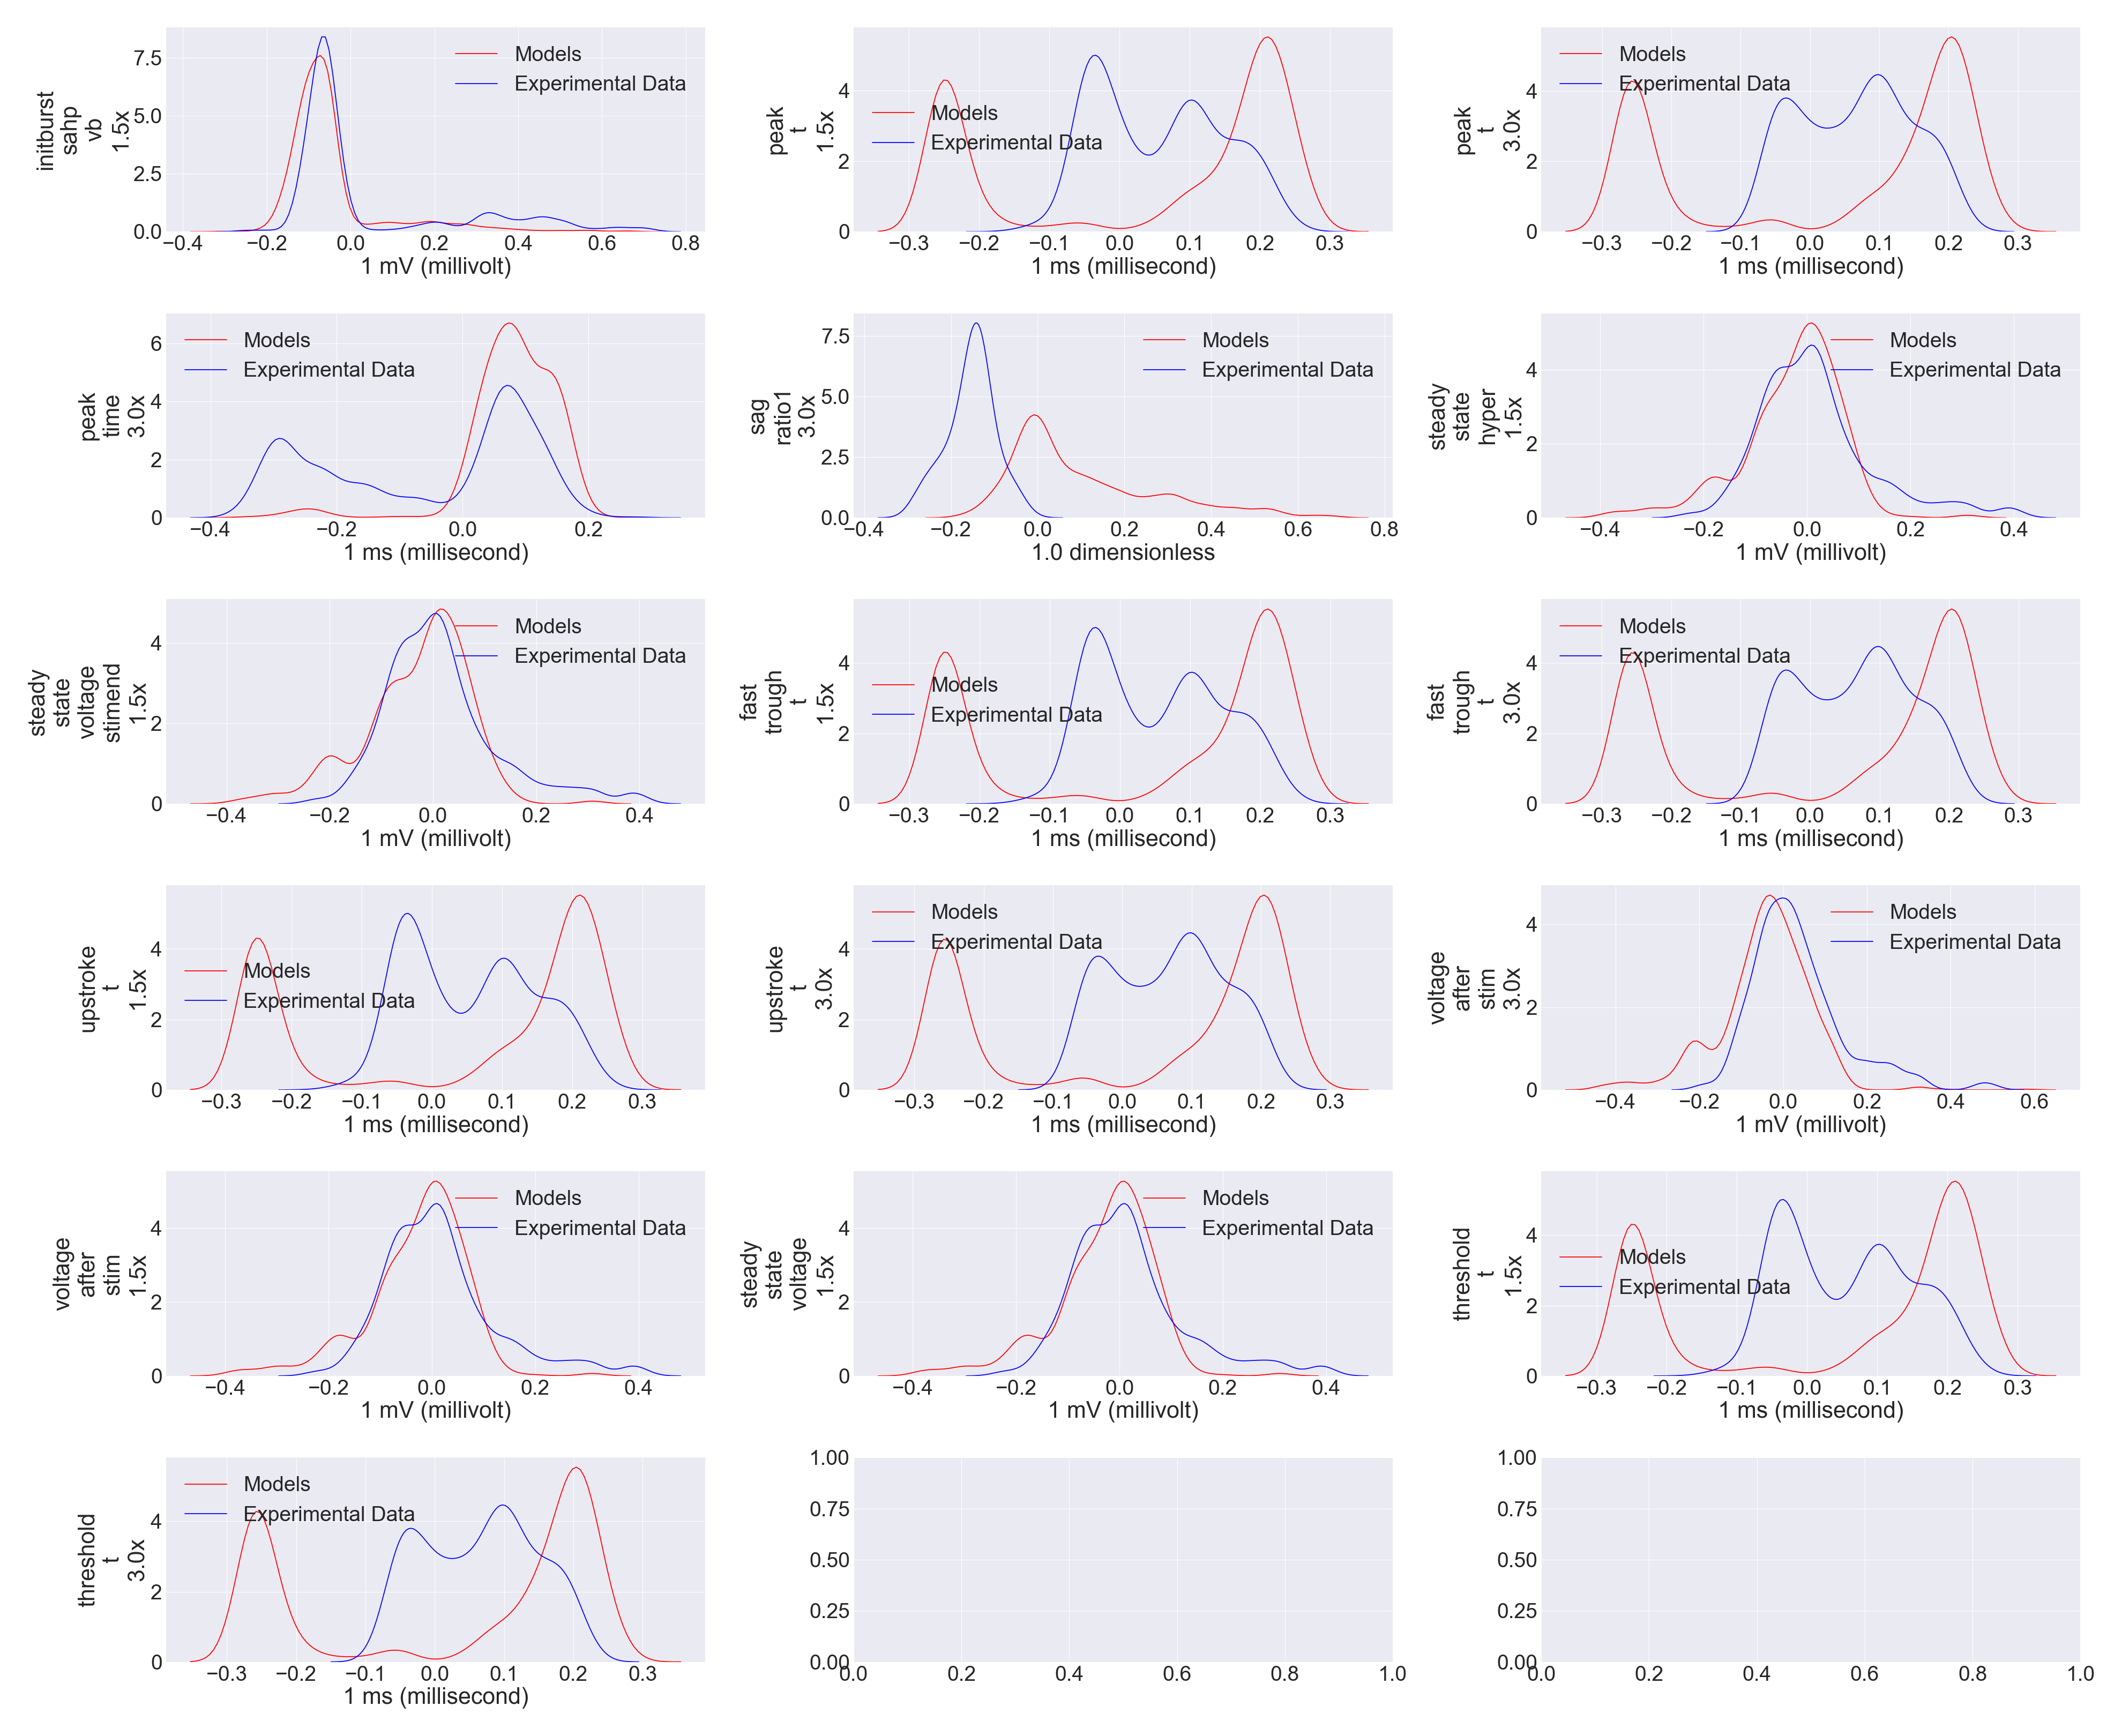 initburst
sahp
vb
1.5x
7.5
5.0
2.5
0.0
Models
Experimental Data
−0.4 −0.2 0.0 0.2 0.4 0.6 0.8
1 mV (millivolt)
peak
t
1.5x
4
2
0
Models
Experimental Data
−0.3 −0.2 −0.1 0.0 0.1 0.2 0.3
1 ms (millisecond)
peak
t
3.0x
4
2
0
Models
Experimental Data
−0.3 −0.2 −0.1 0.0 0.1 0.2 0.3
1 ms (millisecond)
peak
time
3.0x
6
4
2
0
Models
Experimental Data
−0.4 −0.2 0.0 0.2
1 ms (millisecond)
sag
ratio1
3.0x
7.5
5.0
2.5
0.0
Models
Experimental Data
−0.4 −0.2 0.0 0.2 0.4 0.6 0.8
1.0 dimensionless
steady
state
hyper
1.5x
4
2
0
Models
Experimental Data
−0.4 −0.2 0.0 0.2 0.4
1 mV (millivolt)
steady
state
voltage
stimend
1.5x
4
2
0
Models
Experimental Data
−0.4 −0.2 0.0 0.2 0.4
1 mV (millivolt)
fast
trough
t
1.5x
4
2
0
Models
Experimental Data
−0.3 −0.2 −0.1 0.0 0.1 0.2 0.3
1 ms (millisecond)
fast
trough
t
3.0x
4
2
0
Models
Experimental Data
−0.3 −0.2 −0.1 0.0 0.1 0.2 0.3
1 ms (millisecond)
upstroke
t
1.5x
4
2
0
Models
Experimental Data
−0.3 −0.2 −0.1 0.0 0.1 0.2 0.3
1 ms (millisecond)
upstroke
t
3.0x
4
2
0
Models
Experimental Data
−0.3 −0.2 −0.1 0.0 0.1 0.2 0.3
1 ms (millisecond)
voltage
after
stim
3.0x
4
2
0
Models
Experimental Data
−0.4 −0.2 0.0 0.2 0.4 0.6
1 mV (millivolt)
voltage
after
stim
1.5x
4
2
0
Models
Experimental Data
−0.4 −0.2 0.0 0.2 0.4
1 mV (millivolt)
steady
state
voltage
1.5x
4
2
0
Models
Experimental Data
−0.4 −0.2 0.0 0.2 0.4
1 mV (millivolt)
threshold
t
1.5x
4
2
0
Models
Experimental Data
−0.3 −0.2 −0.1 0.0 0.1 0.2 0.3
1 ms (millisecond)
threshold
t
3.0x
4
2
0
Models
Experimental Data
−0.3 −0.2 −0.1 0.0 0.1 0.2 0.3
1 ms (millisecond)
1.00
0.75
0.50
0.25
0.00
0.0 0.2 0.4 0.6 0.8 1.0
1.00
0.75
0.50
0.25
0.00
0.0 0.2 0.4 0.6 0.8 1.0